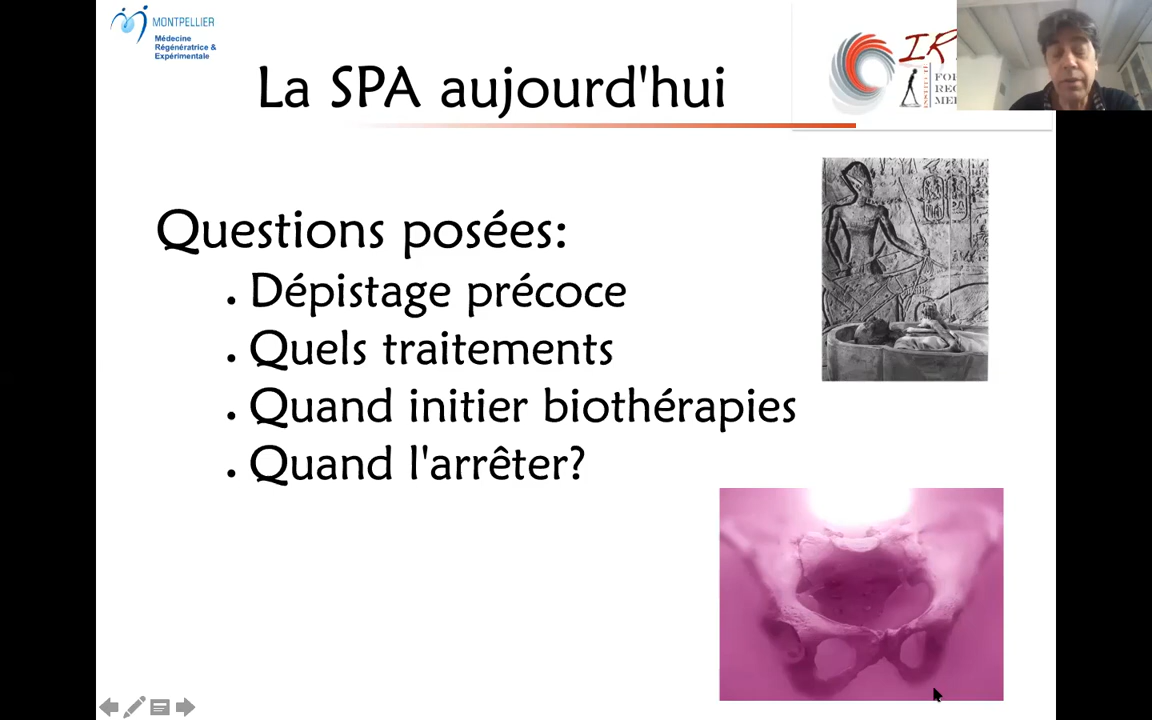 MONTPELLIER
Médecine
Régénératrice &
Expérimentale
La SPA aujourd'hui
Questions posées:
• Dépistage précoce
• Quels traitements
• Quand initier biothérapies
• Quand l'arrêter?